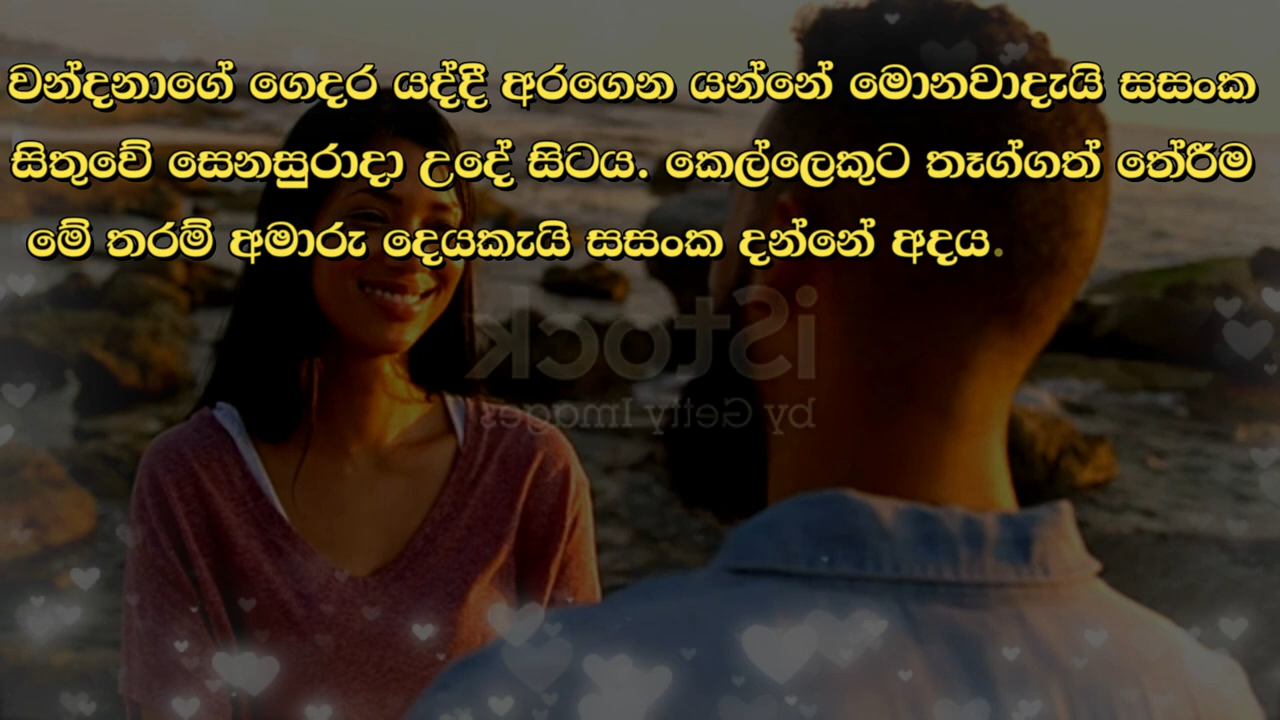 වන්දනාගේ ගෙදර යද්දී අරගෙන යන්නේ මොනවාදැයි සසංක
සිතුවේ සෙනසුරාදා උදේ සිටය. කෙල්ලෙකුට තෑග්ගත් තේරීම
මේ තරම් අමාරු දෙයකැයි සසංක දන්නේ අදය.
iStock
by Getty Images